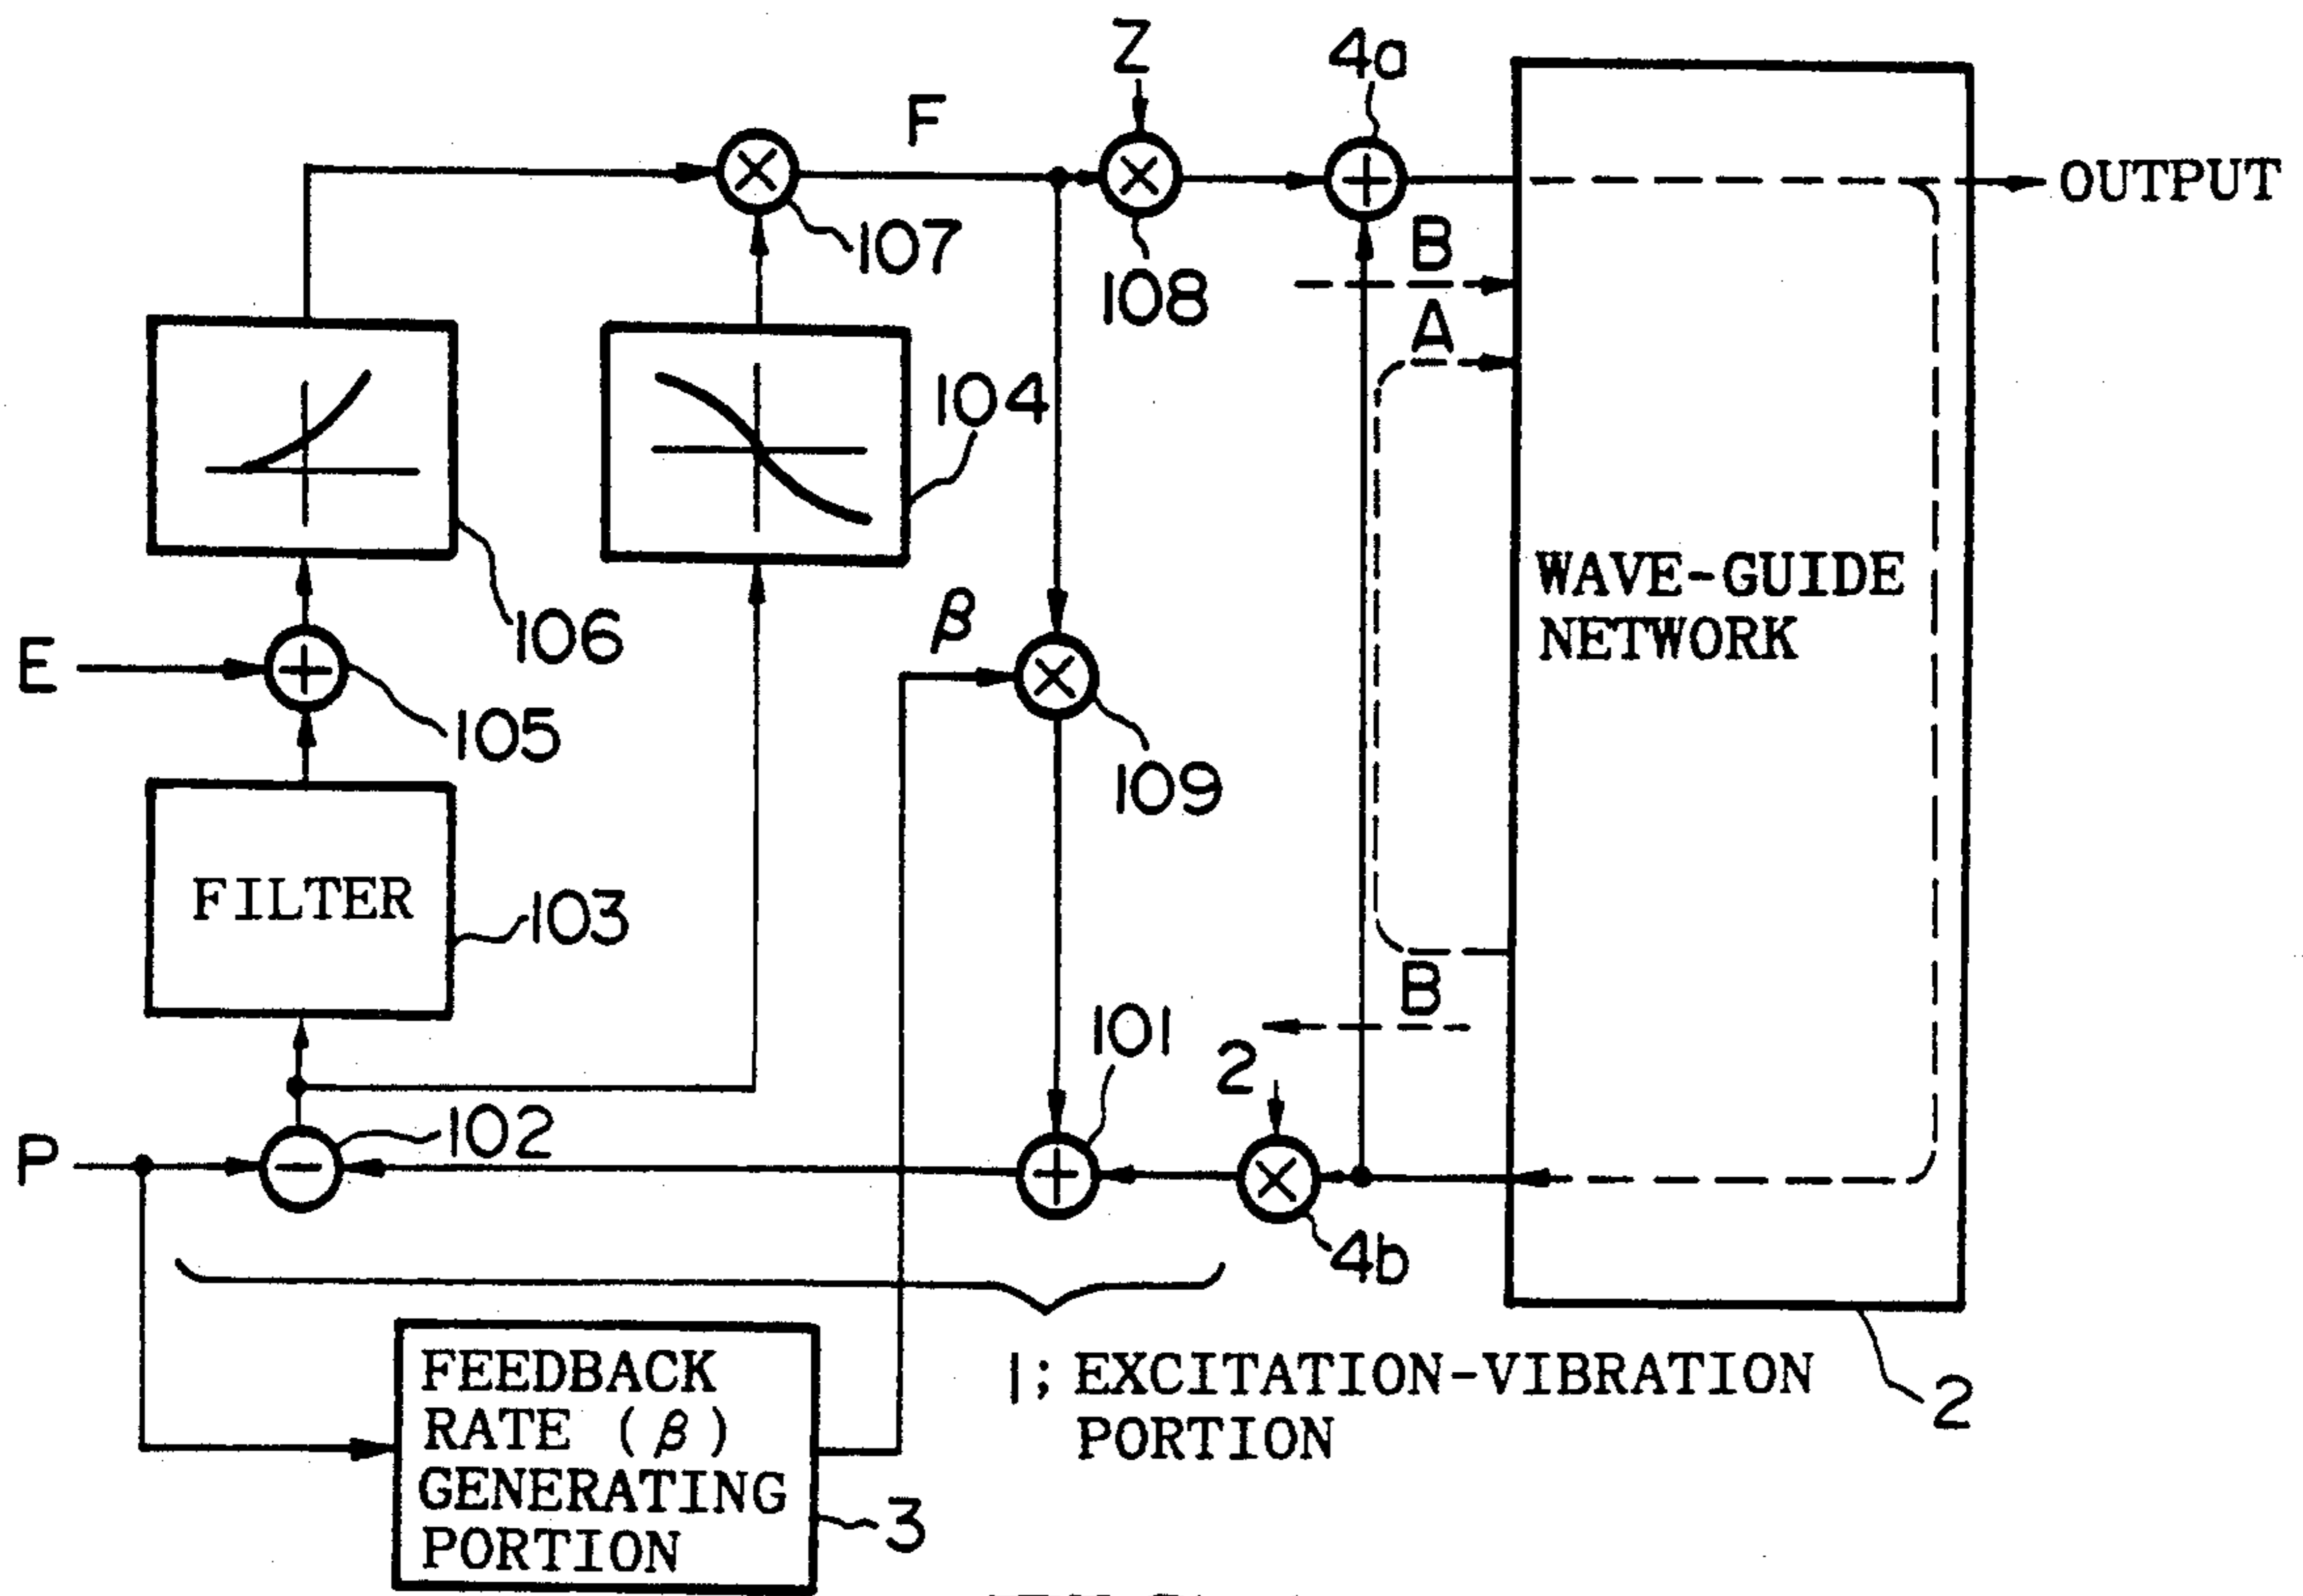 Z
4a
F
OUTPUT
107
B
108
A
104
WAVE-GUIDE
NETWORK
β
106
E
105
109
FILTER
103
B
101
2
102
P
4b
1; EXCITATION-VIBRATION
PORTION
2
FEEDBACK
RATE (β)
GENERATING
PORTION
3